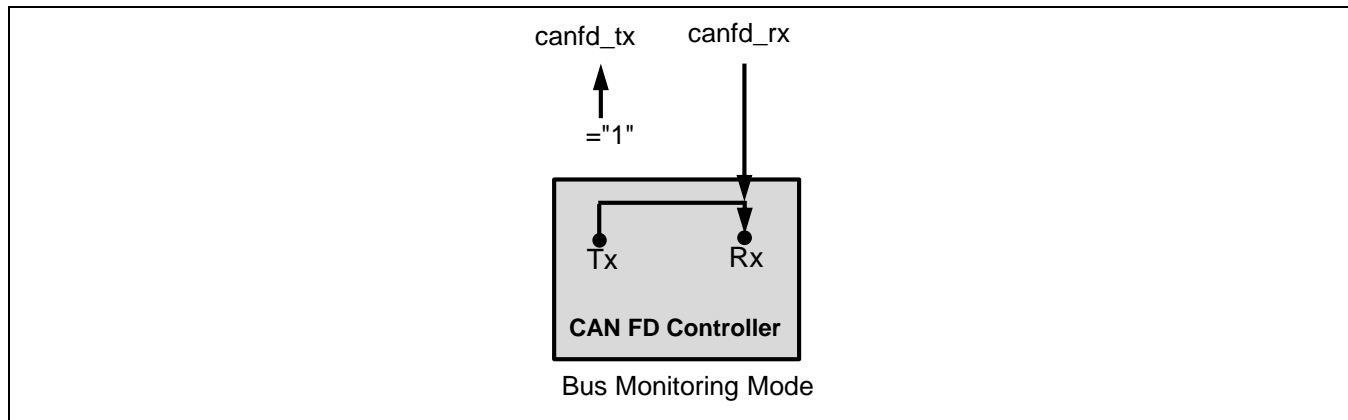 canfd_tx canfd_rx
="1"
Tx Rx
CAN FD Controller
Bus Monitoring Mode